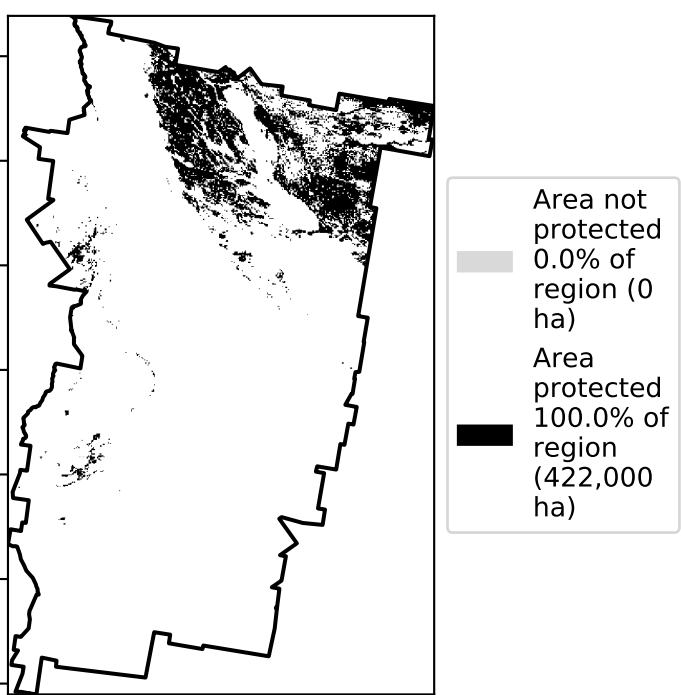 Area not
protected
0.0% of
region (0
ha)
Area
protected
100.0% of
region
(422,000
ha)